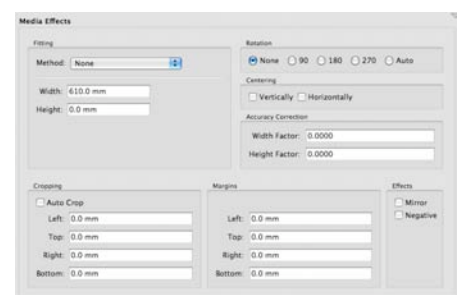 Media Effects
Fitting
Method: None
Width: 610.0 mm
Height: 0.0 mm
Rotation
None 90 180 270 Auto
Centering
Vertically Horizontally
Accuracy Correction
Width Factor: 0.0000
Height Factor: 0.0000
Cropping
Auto Crop
Left: 0.0 mm
Top: 0.0 mm
Right: 0.0 mm
Bottom: 0.0 mm
Margins
Left: 0.0 mm
Top: 0.0 mm
Right: 0.0 mm
Bottom: 0.0 mm
Effects
Mirror
Negative